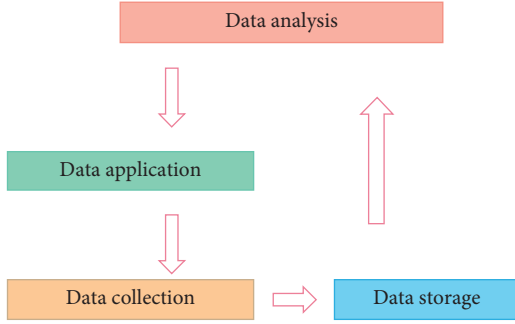 Data analysis
Data application
Data collection
Data storage